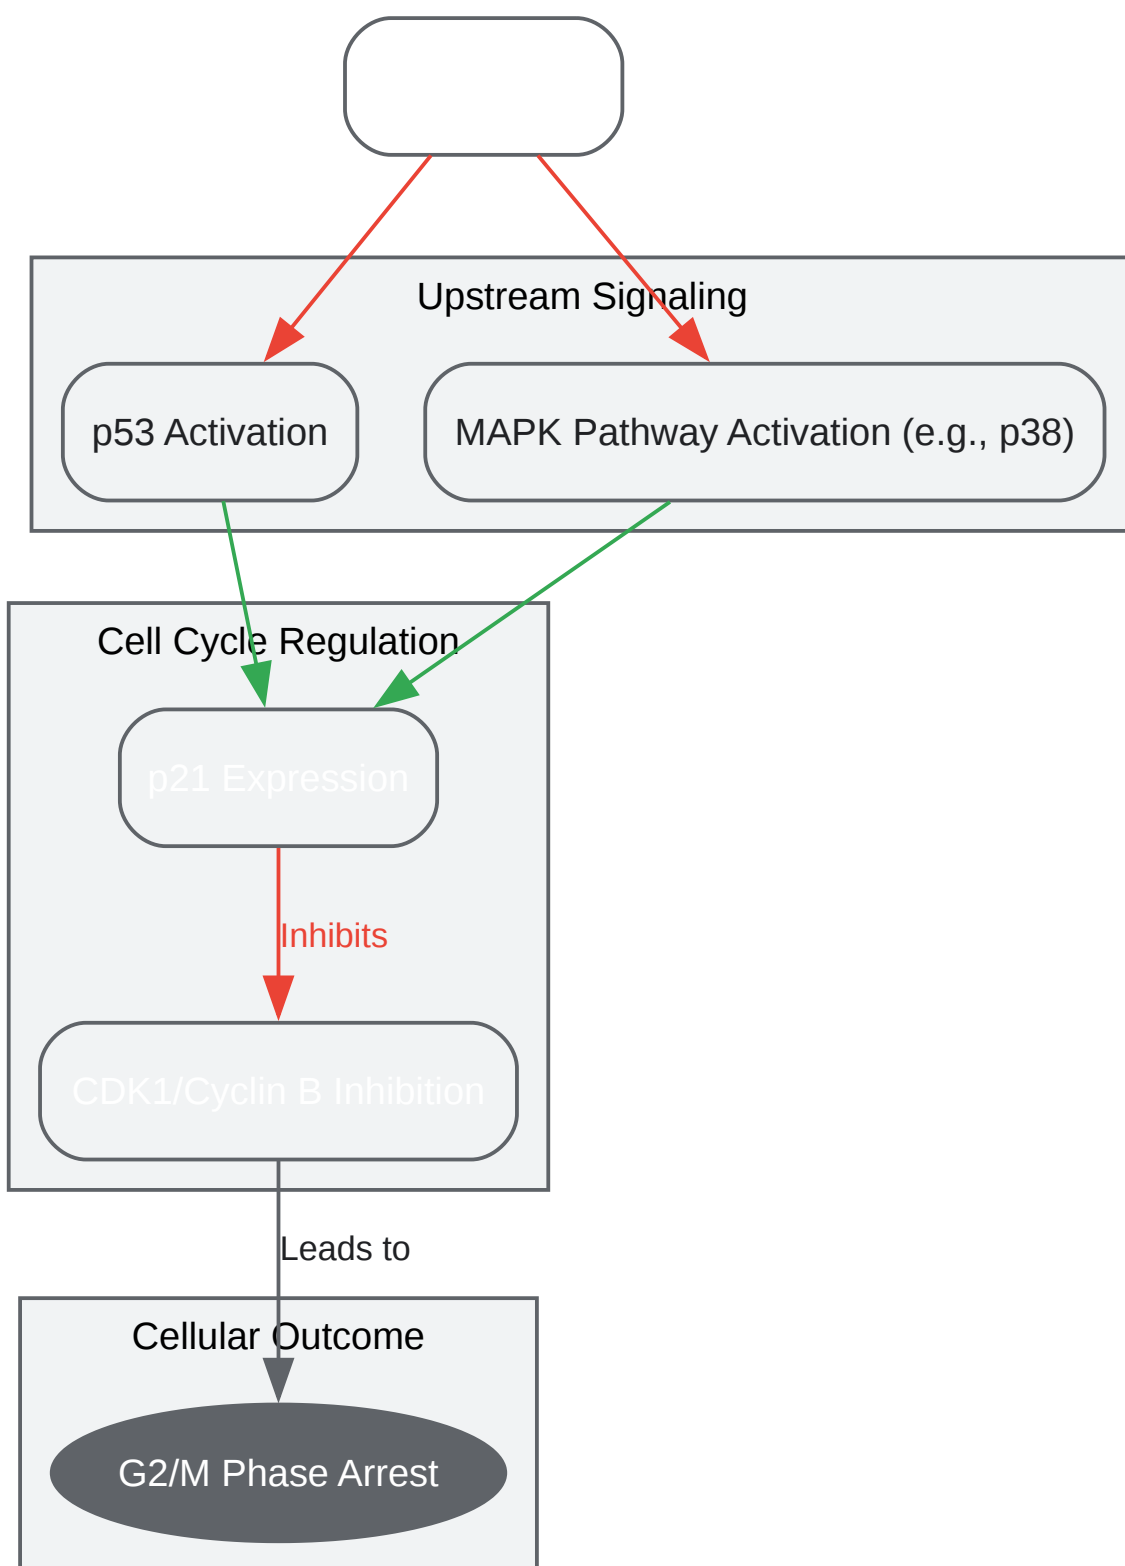 Upstream Signaling
p53 Activation
MAPK Pathway Activation (e.g., p38)
Cell Cycle Regulation
p21 Expression
Inhibits
CDK1/Cyclin B Inhibition
Leads to
Cellular Outcome
G2/M Phase Arrest